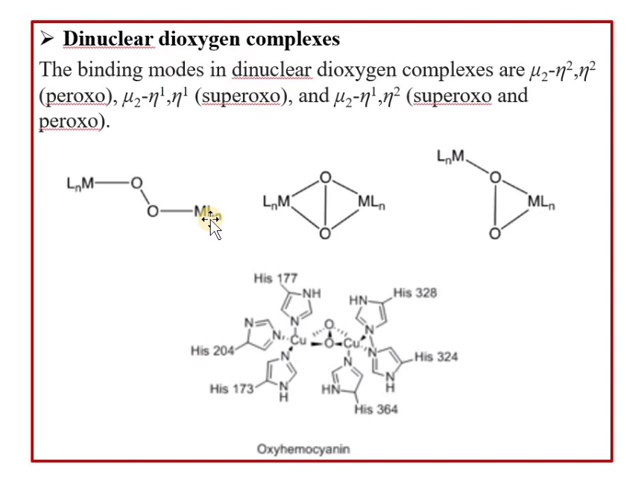 ➤ Dinuclear dioxygen complexes
The binding modes in dinuclear dioxygen complexes are μ₂-η²,η²
(peroxo), μ₂-η¹,η¹ (superoxo), and μ₂-η¹,η² (superoxo and
peroxo).
LₙM
LₙM O O
O MLₙ LₙM MLₙ MLₙ
O O
His 177
NH HN His 328
N N N
N Cu O O Cu
His 204 N N His 324
His 173 N H HN N N H
His 364
Oxyhemocyanin